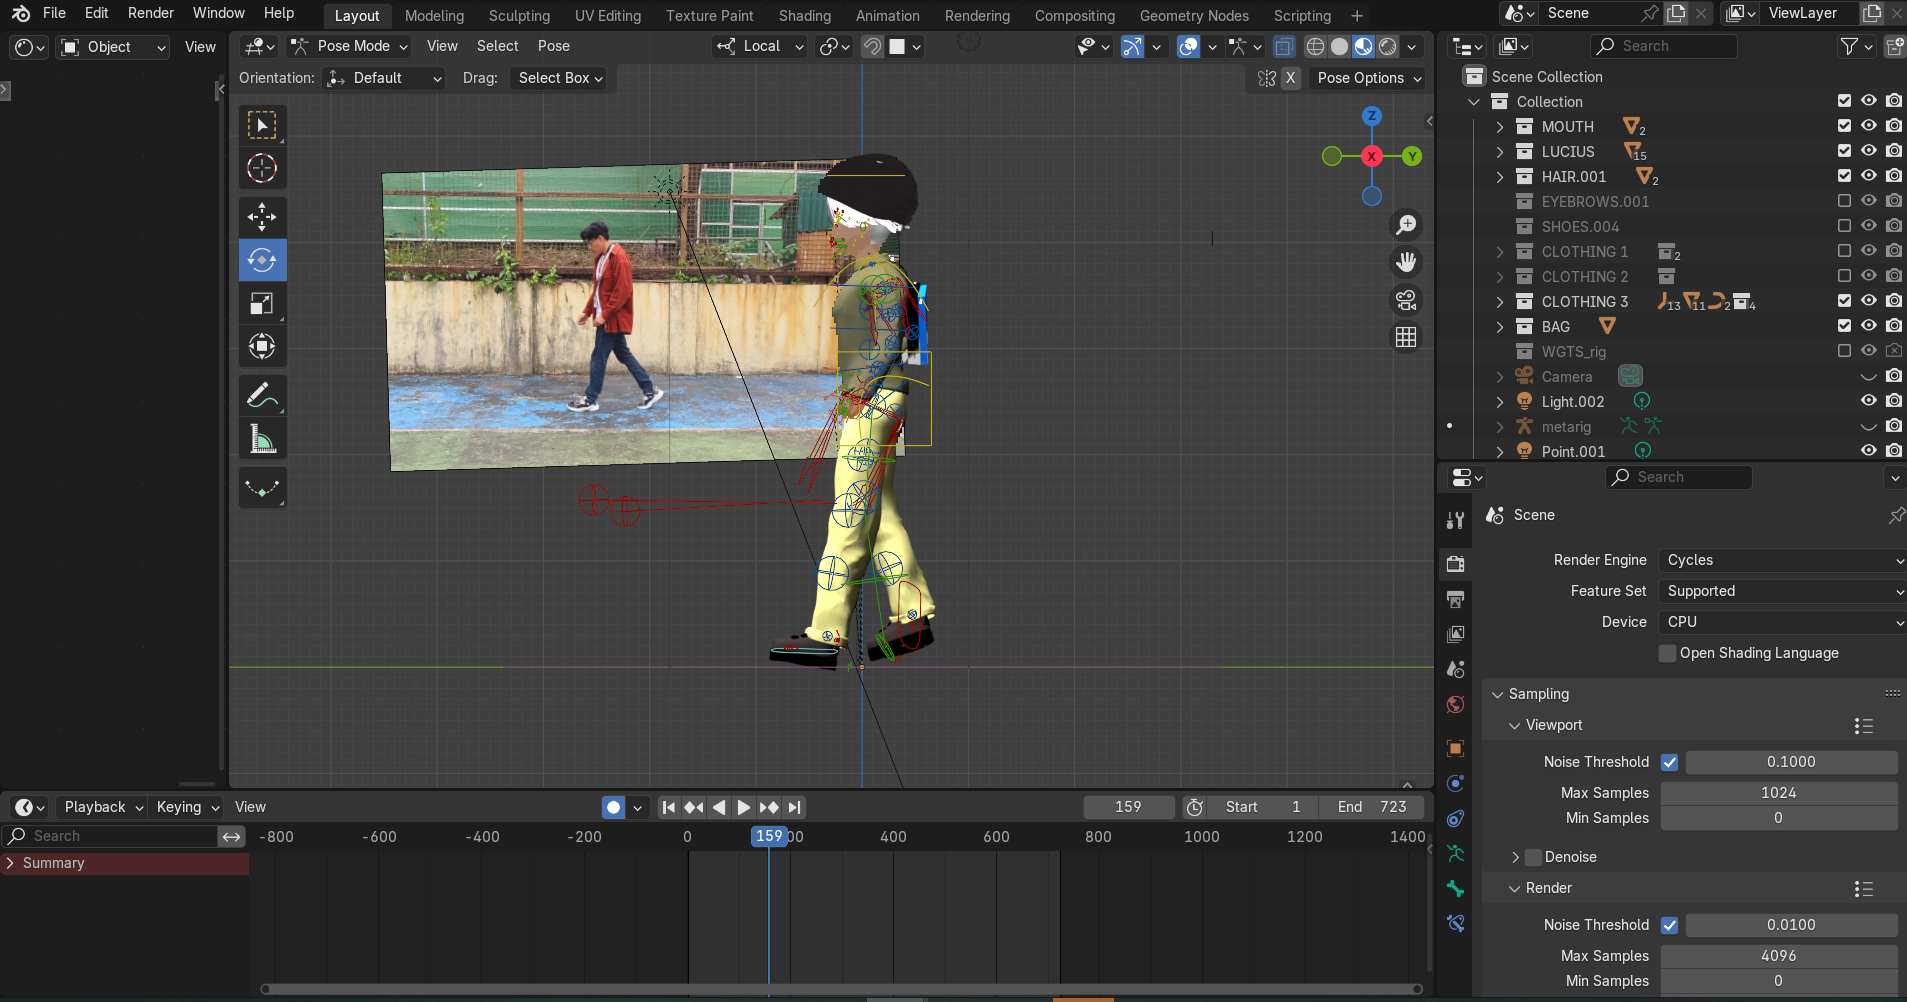 File Edit Render Window Help
Layout Modeling Sculpting UV Editing Texture Paint Shading Animation Rendering Compositing Geometry Nodes Scripting +
Scene
ViewLayer
Object View
Pose Mode View Select Pose
Local
Search
Orientation: Default Drag: Select Box
X Pose Options
Z
X
Y
Scene Collection
Collection
MOUTH 2
LUCIUS 15
HAIR.001 2
EYEBROWS.001
SHOES.004
CLOTHING 1 2
CLOTHING 2
CLOTHING 3 13 11 2 4
BAG
WGTS_rig
Camera
Light.002
metarig
Point.001
Search
Scene
Render Engine Cycles
Feature Set Supported
Device CPU
Open Shading Language
Sampling
Viewport
Noise Threshold 0.1000
Max Samples 1024
Min Samples 0
Denoise
Render
Noise Threshold 0.0100
Max Samples 4096
Min Samples 0
Playback Keying View
159 Start 1 End 723
Search
-800 -600 -400 -200 0 159 00 400 600 800 1000 1200 1400
Summary